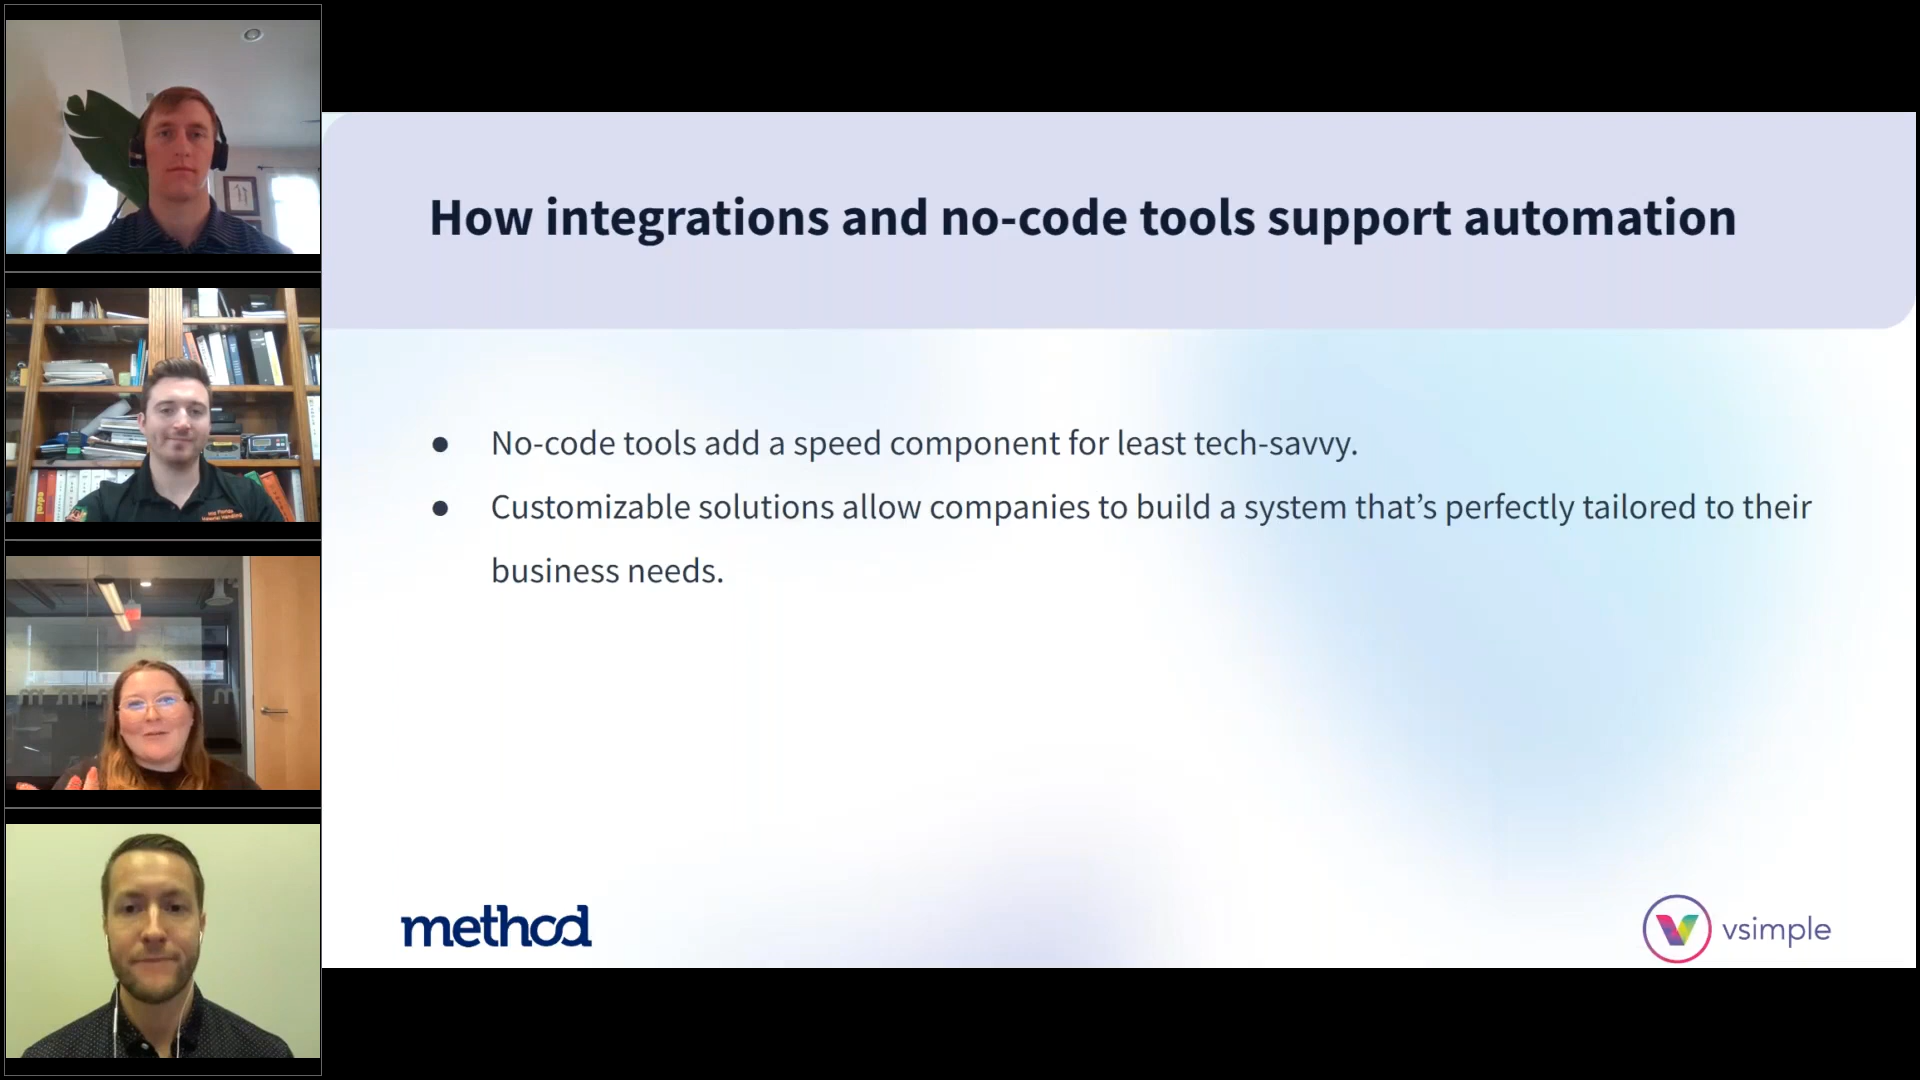 How integrations and no-code tools support automation
● No-code tools add a speed component for least tech-savvy.
● Customizable solutions allow companies to build a system that’s perfectly tailored to their
business needs.
method
vsimple